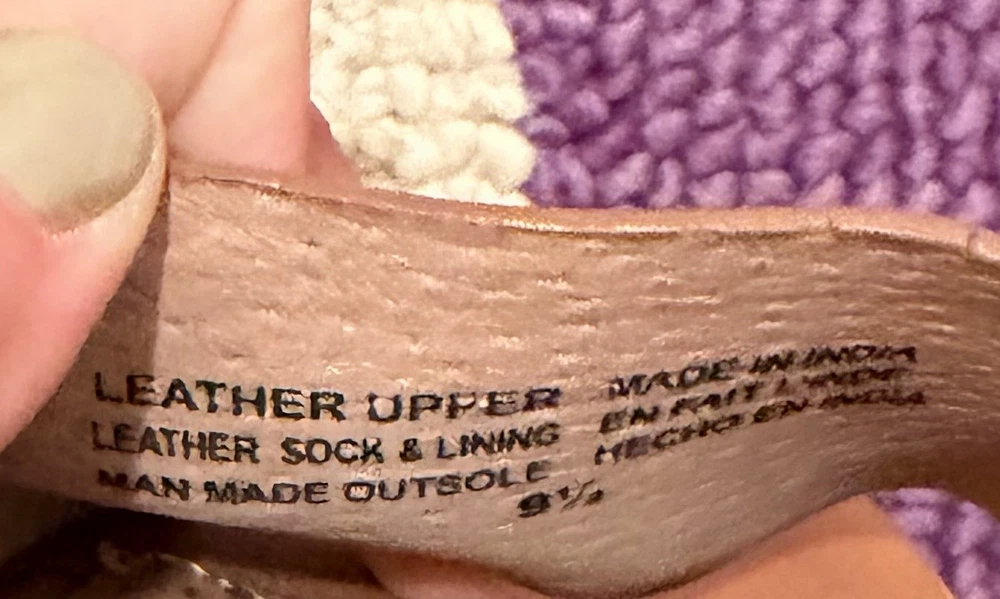 LEATHER UPPER
LEATHER SOCK & LINING
MAN MADE OUTSOLE
9½
MADE IN INDIA
EN FAIT L'INDE
HECHO EN INDIA